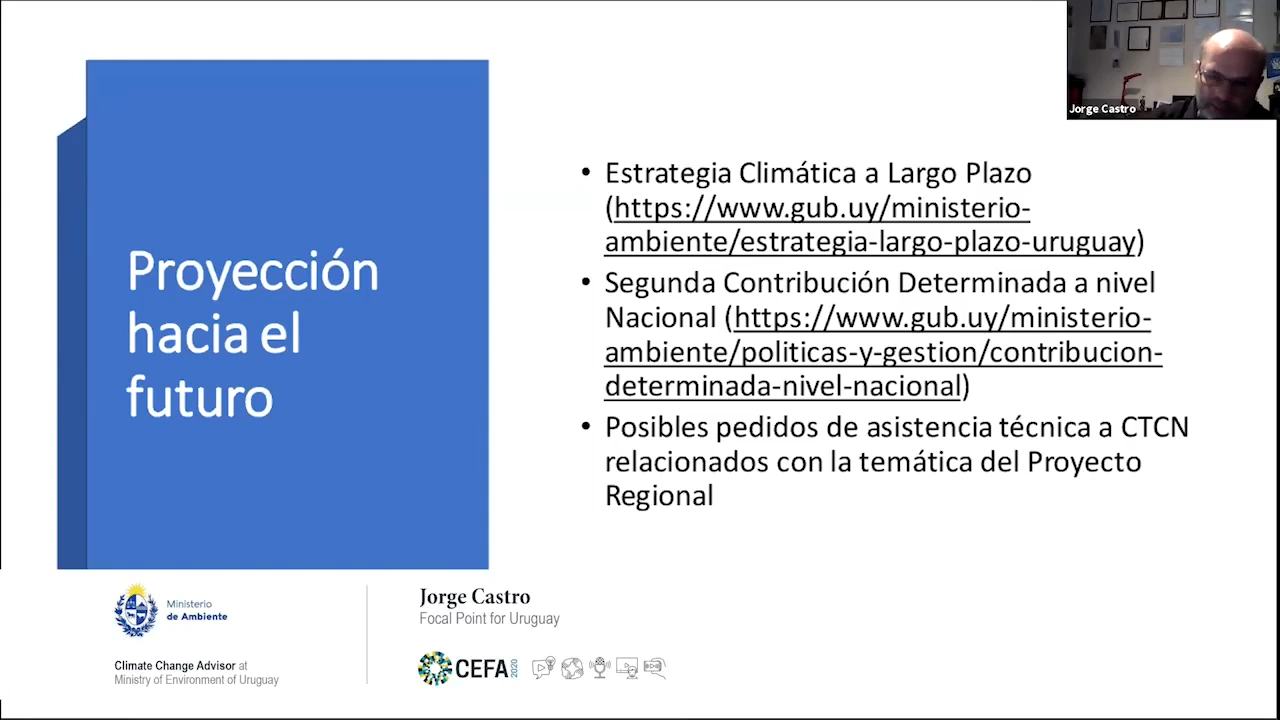 Jorge Castro
Proyección
hacia el
futuro
• Estrategia Climática a Largo Plazo
(https://www.gub.uy/ministerio-
ambiente/estrategia-largo-plazo-uruguay)
• Segunda Contribución Determinada a nivel
Nacional (https://www.gub.uy/ministerio-
ambiente/politicas-y-gestion/contribucion-
determinada-nivel-nacional)
• Posibles pedidos de asistencia técnica a CTCN
relacionados con la temática del Proyecto
Regional
Ministerio
de Ambiente
Climate Change Advisor at
Ministry of Environment of Uruguay
Jorge Castro
Focal Point for Uruguay
CEFA 2020